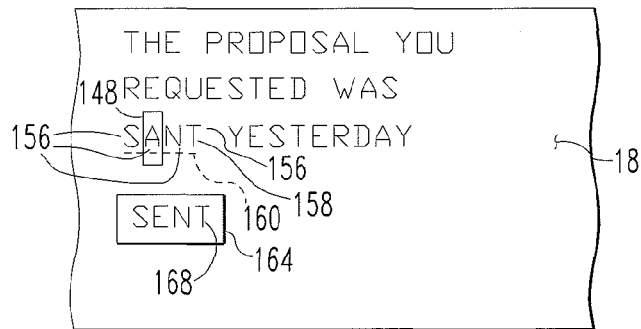 THE PROPOSAL YOU
REQUESTED WAS
148
SANT YESTERDAY
156
156
18
158
160
SENT
164
168